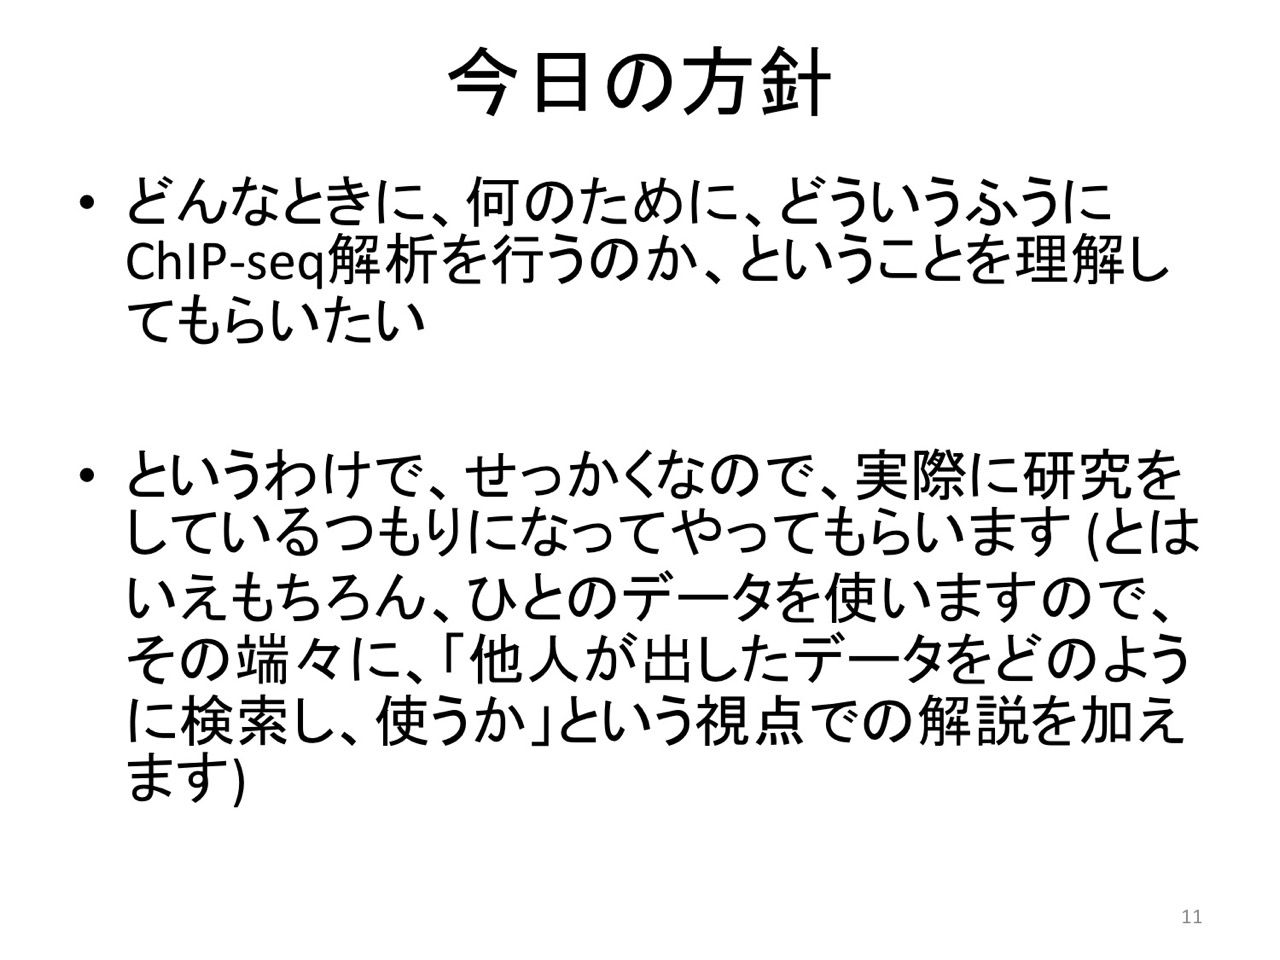 今日の方針
• どんなときに、何のために、どういうふうに
ChIP-seq解析を行うのか、ということを理解し
てもらいたい
• というわけで、せっかくなので、実際に研究を
しているつもりになってやってもらいます (とは
いえもちろん、ひとのデータを使いますので、
その端々に、「他人が出したデータをどのよう
に検索し、使うか」という視点での解説を加え
ます)
11